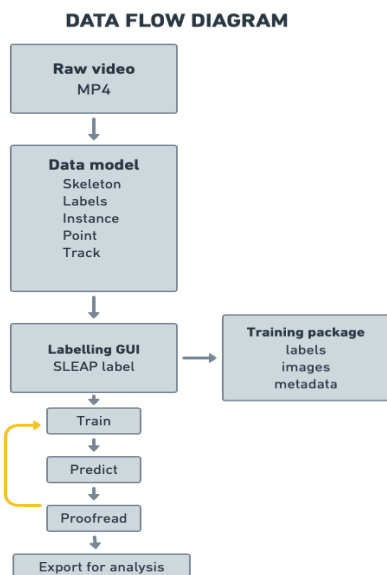 DATA FLOW DIAGRAM
Raw video
MP4
Data model
Skeleton
Labels
Instance
Point
Track
Labelling GUI
SLEAP label
Training package
labels
images
metadata
Train
Predict
Proofread
Export for analysis